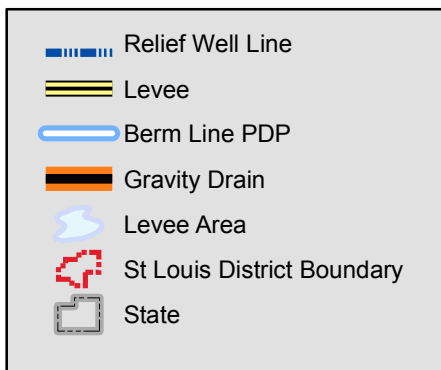 Relief Well Line
Levee
Berm Line PDP
Gravity Drain
Levee Area
St Louis District Boundary
State